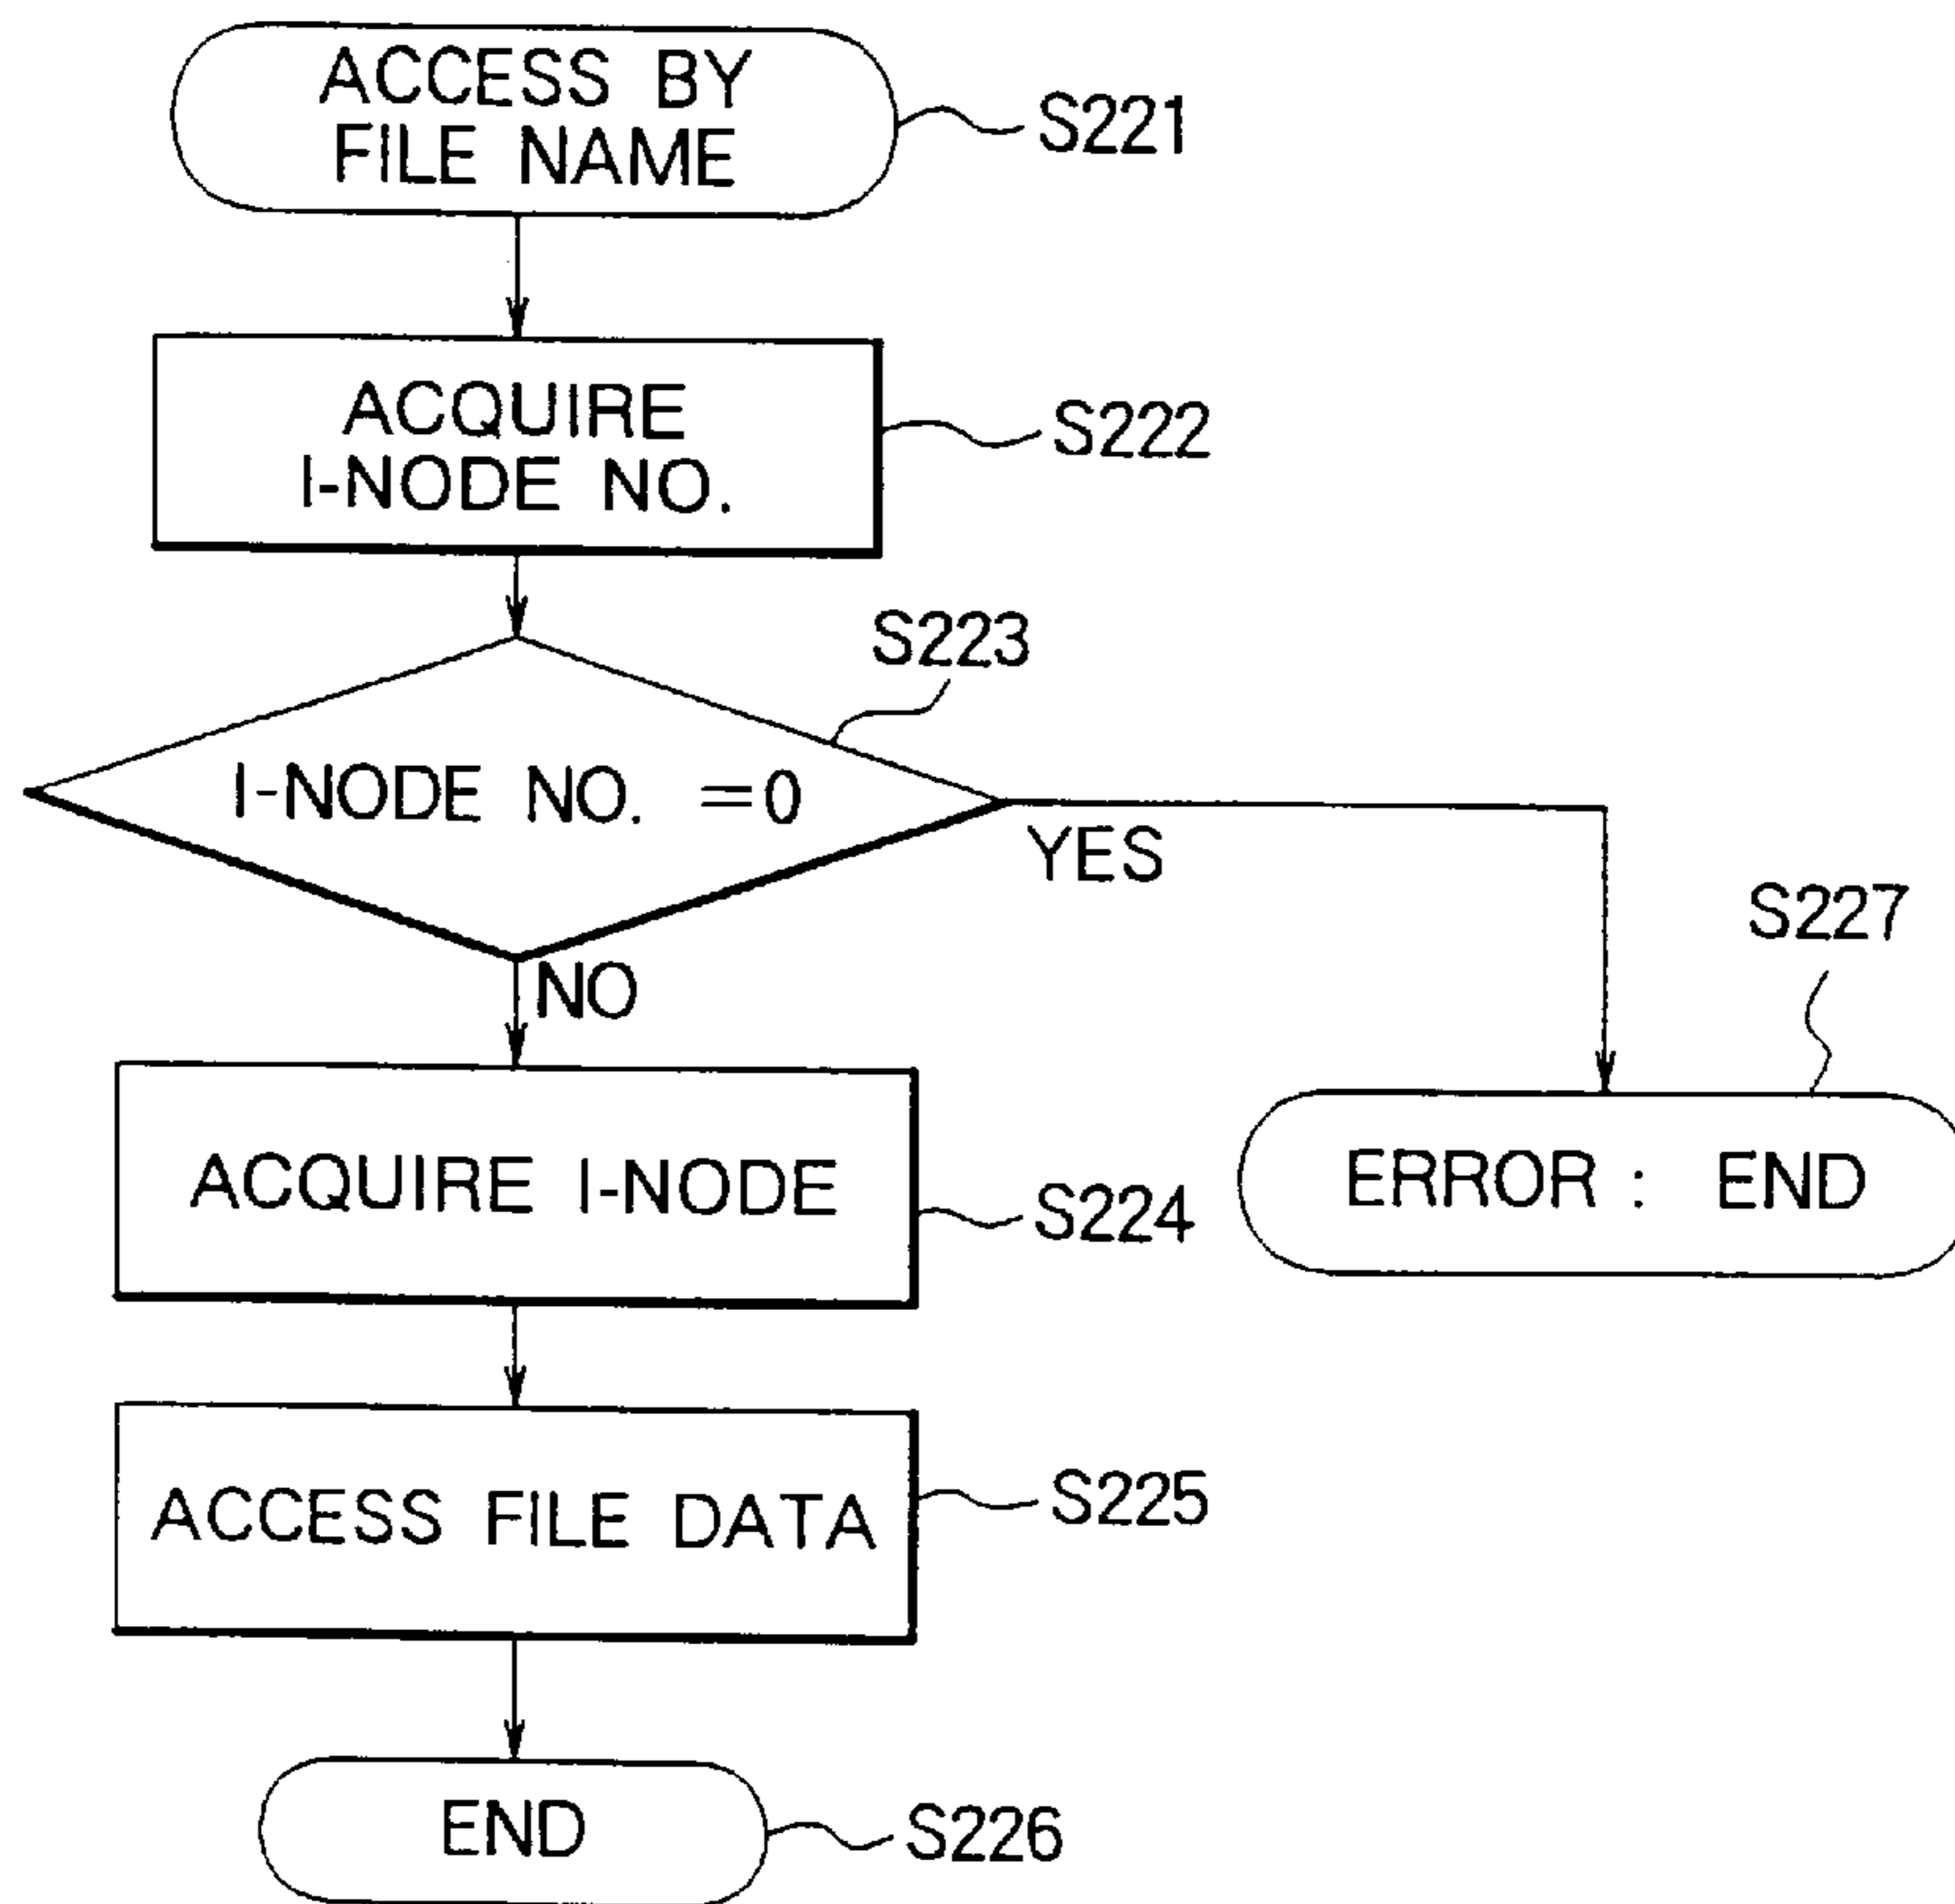 ACCESS BY
FILE NAME
S221
ACQUIRE
I-NODE NO.
S222
S223
I-NODE NO. =0
YES
NO
S227
ACQUIRE I-NODE
S224
ERROR : END
ACCESS FILE DATA
S225
END
S226